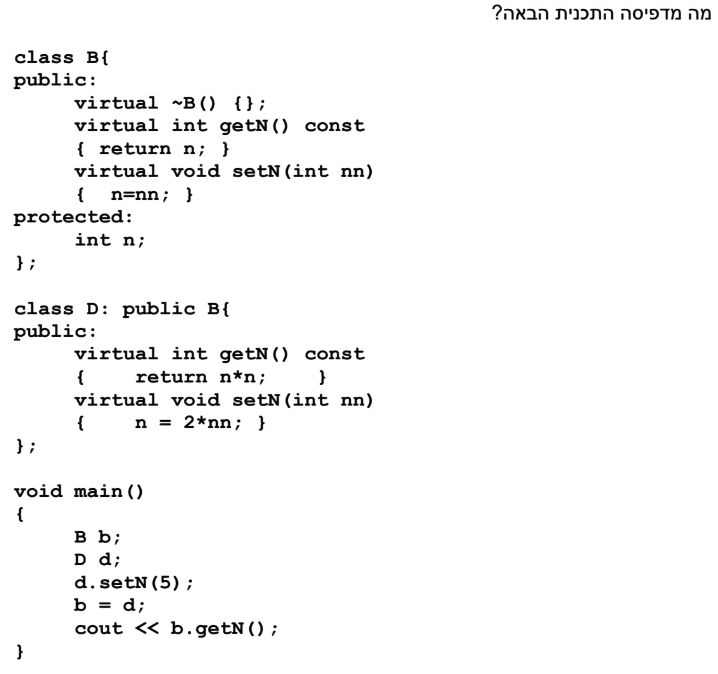 מה מדפיסה התכנית הבאה?
class B{
public:
virtual ~B() {};
virtual int getN() const
{ return n; }
virtual void setN(int nn)
{ n=nn; }
protected:
int n;
};
class D: public B{
public:
virtual int getN() const
{ return n*n; }
virtual void setN(int nn)
{ n = 2*nn; }
};
void main()
{
B b;
D d;
d.setN(5);
b = d;
cout << b.getN();
}